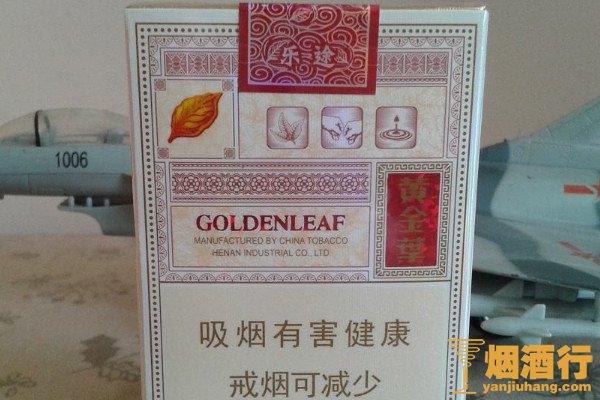 乐途
1006
黄金叶
GOLDENLEAF
MANUFACTURED BY CHINA TOBACCO
HENAN INDUSTRIAL CO., LTD
吸烟有害健康
戒烟可减少
烟酒行
yanjiuhang.com